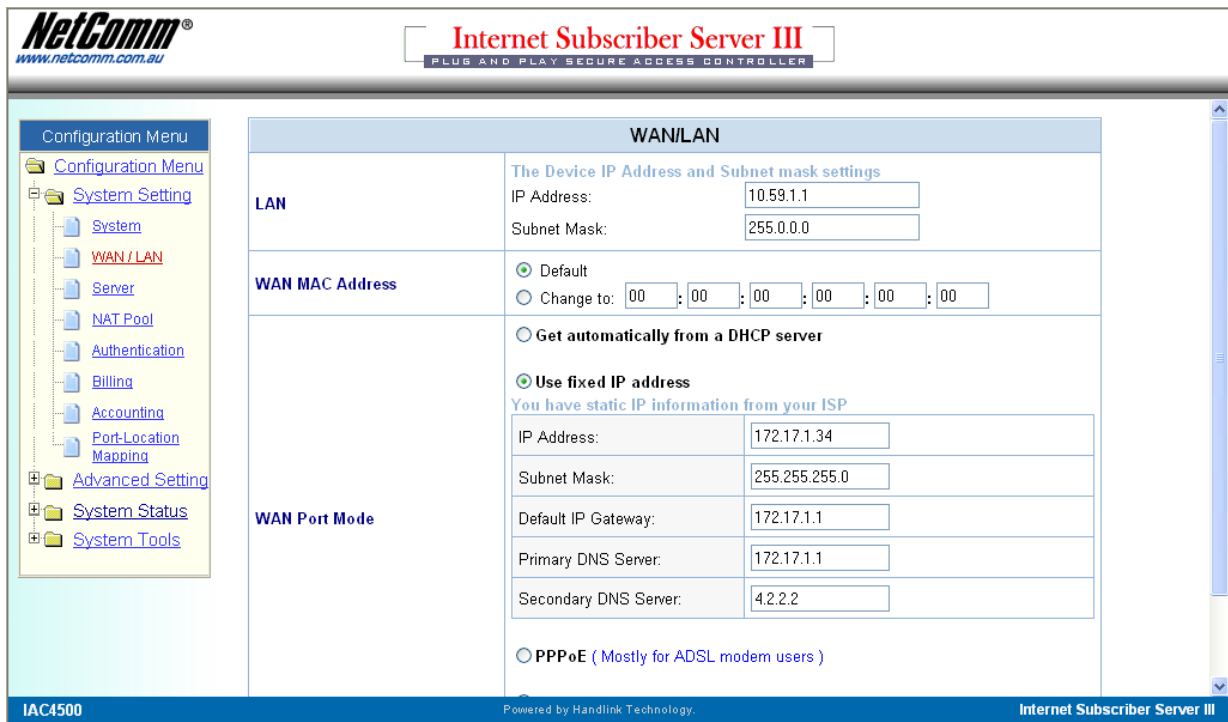 NetComm®
www.netcomm.com.au
Internet Subscriber Server III
PLUG AND PLAY SECURE ACCESS CONTROLLER
Configuration Menu
Configuration Menu
System Setting
System
WAN / LAN
Server
NAT Pool
Authentication
Billing
Accounting
Port-Location
Mapping
Advanced Setting
System Status
System Tools
WAN/LAN
LAN
The Device IP Address and Subnet mask settings
IP Address: 10.59.1.1
Subnet Mask: 255.0.0.0
WAN MAC Address
Default
Change to: 00 : 00 : 00 : 00 : 00 : 00
WAN Port Mode
Get automatically from a DHCP server
Use fixed IP address
You have static IP information from your ISP
IP Address: 172.17.1.34
Subnet Mask: 255.255.255.0
Default IP Gateway: 172.17.1.1
Primary DNS Server: 172.17.1.1
Secondary DNS Server: 4.2.2.2
PPPoE ( Mostly for ADSL modem users )
IAC4500
Powered by Handlink Technology.
Internet Subscriber Server III